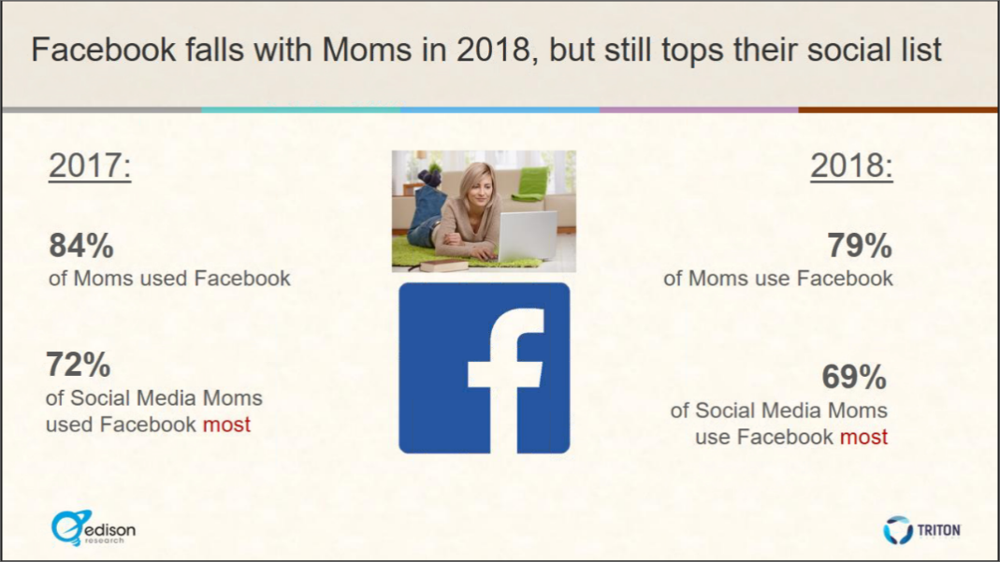 Facebook falls with Moms in 2018, but still tops their social list
2017:
84%
of Moms used Facebook
72%
of Social Media Moms
used Facebook most
2018:
79%
of Moms use Facebook
69%
of Social Media Moms
use Facebook most
f
edison
research
TRITON